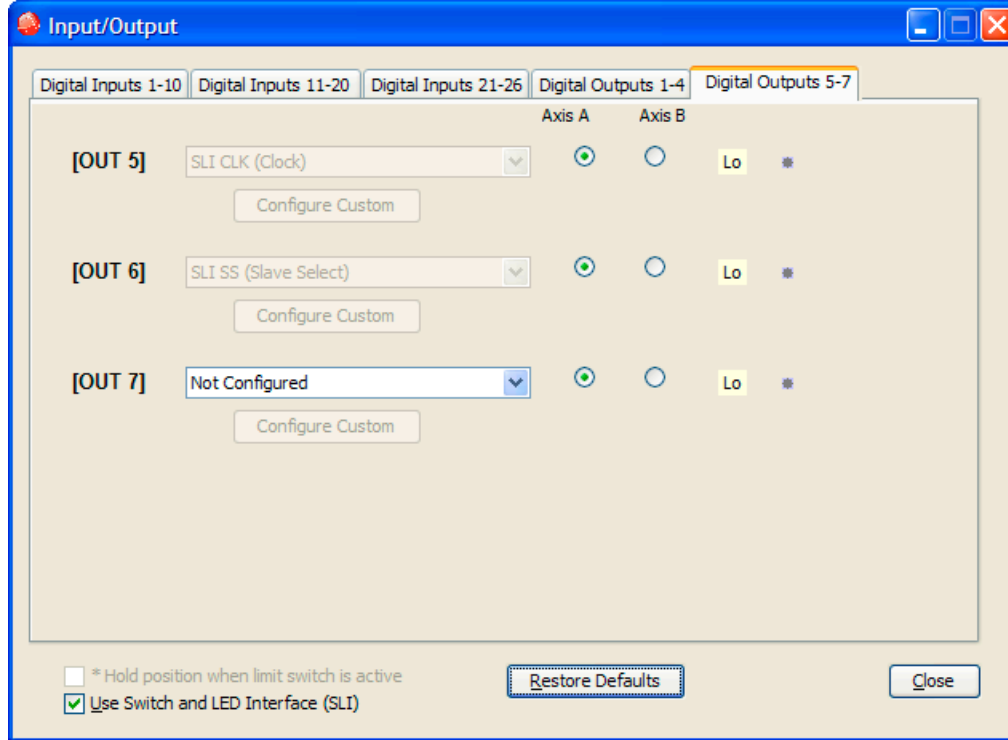 Input/Output
Digital Inputs 1-10 Digital Inputs 11-20 Digital Inputs 21-26 Digital Outputs 1-4 Digital Outputs 5-7
Axis A Axis B
[OUT 5] SLI CLK (Clock) Lo
Configure Custom
[OUT 6] SLI SS (Slave Select) Lo
Configure Custom
[OUT 7] Not Configured Lo
Configure Custom
* Hold position when limit switch is active
Restore Defaults Close
Use Switch and LED Interface (SLI)